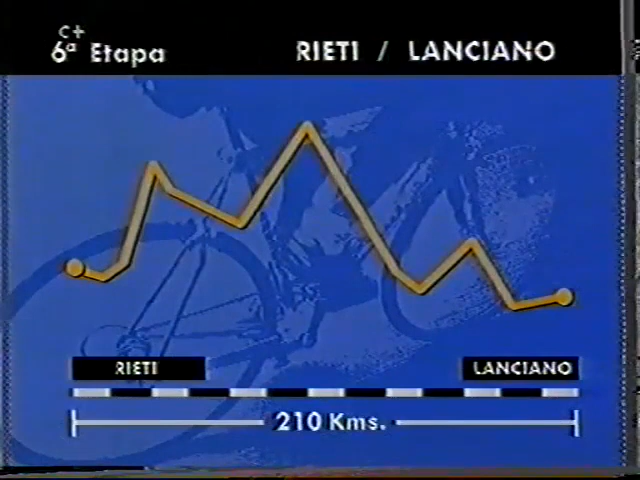 C+
6ª Etapa RIETI / LANCIANO
RIETI LANCIANO
210 Kms.